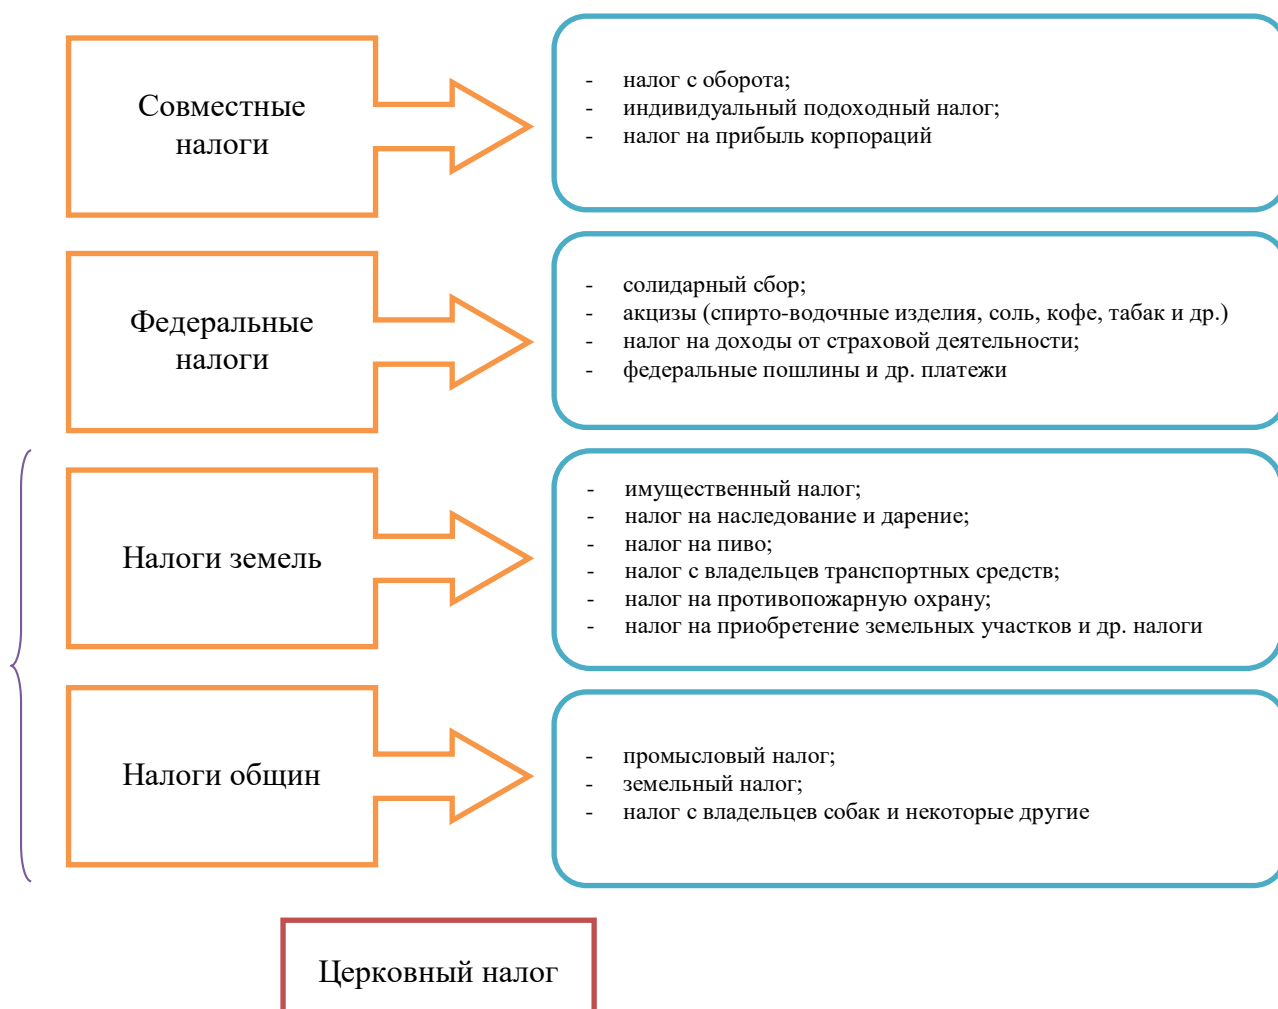 Совместные
налоги
- налог с оборота;
- индивидуальный подоходный налог;
- налог на прибыль корпораций
Федеральные
налоги
- солидарный сбор;
- акцизы (спирто-водочные изделия, соль, кофе, табак и др.)
- налог на доходы от страховой деятельности;
- федеральные пошлины и др. платежи
Налоги земель
- имущественный налог;
- налог на наследование и дарение;
- налог на пиво;
- налог с владельцев транспортных средств;
- налог на противопожарную охрану;
- налог на приобретение земельных участков и др. налоги
Налоги общин
- промысловый налог;
- земельный налог;
- налог с владельцев собак и некоторые другие
Церковный налог